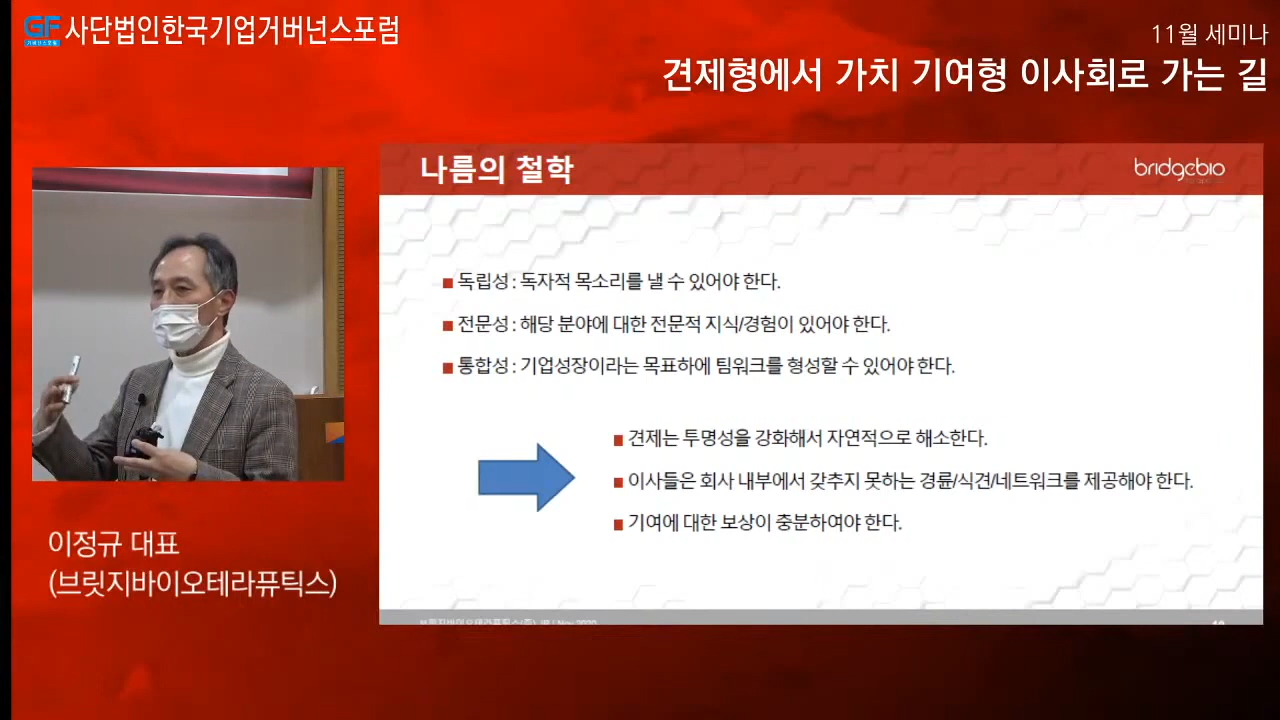 GF 사단법인한국기업거버넌스포럼
거버넌스포럼
11월 세미나
견제형에서 가치 기여형 이사회로 가는 길
나름의 철학
bridgebio
■ 독립성 : 독자적 목소리를 낼 수 있어야 한다.
■ 전문성 : 해당 분야에 대한 전문적 지식/경험이 있어야 한다.
■ 통합성 : 기업성장이라는 목표하에 팀워크를 형성할 수 있어야 한다.
■ 견제는 투명성을 강화해서 자연적으로 해소한다.
■ 이사들은 회사 내부에서 갖추지 못하는 경륜/식견/네트워크를 제공해야 한다.
■ 기여에 대한 보상이 충분하여야 한다.
이정규 대표
(브릿지바이오테라퓨틱스)